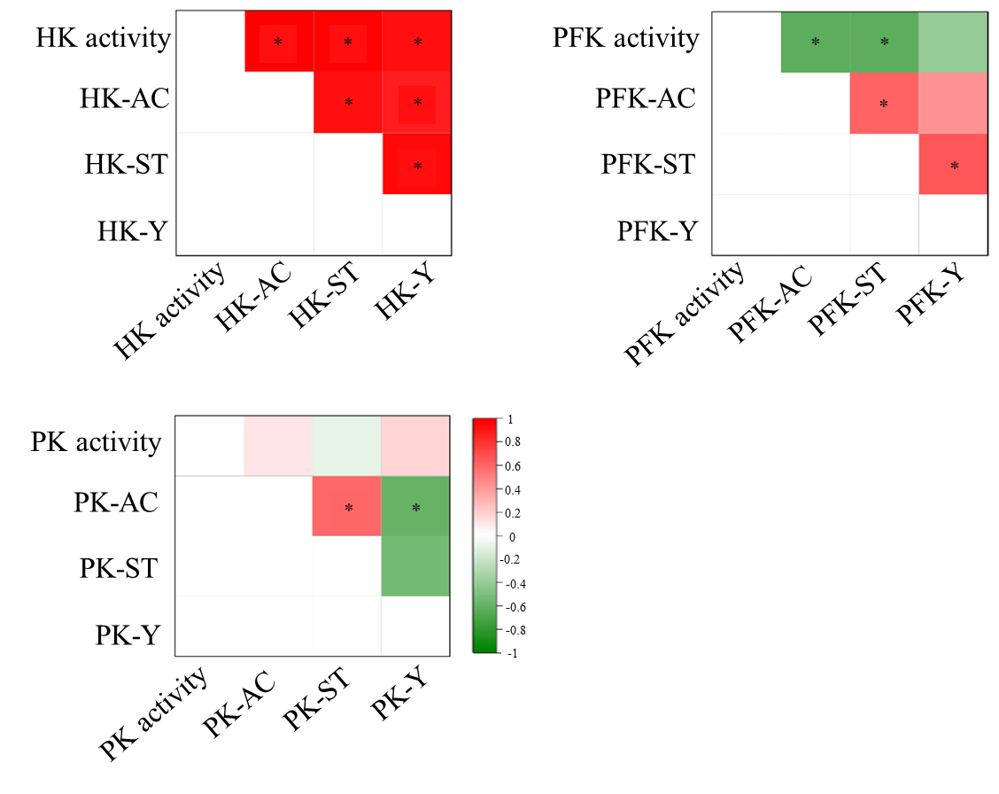 HK activity * * *
HK-AC * *
HK-ST *
HK-Y
HK activity HK-AC HK-ST HK-Y
PFK activity * *
PFK-AC *
PFK-ST *
PFK-Y
PFK activity PFK-AC PFK-ST PFK-Y
PK activity
PK-AC * *
PK-ST
PK-Y
PK activity PK-AC PK-ST PK-Y
1
0.8
0.6
0.4
0.2
0
-0.2
-0.4
-0.6
-0.8
-1